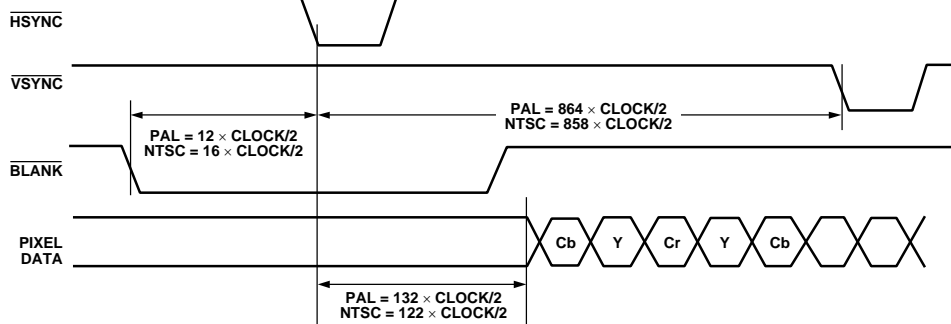 HSYNC
VSYNC
PAL = 864 × CLOCK/2
NTSC = 858 × CLOCK/2
PAL = 12 × CLOCK/2
NTSC = 16 × CLOCK/2
BLANK
PIXEL
DATA
Cb Y Cr Y Cb
PAL = 132 × CLOCK/2
NTSC = 122 × CLOCK/2